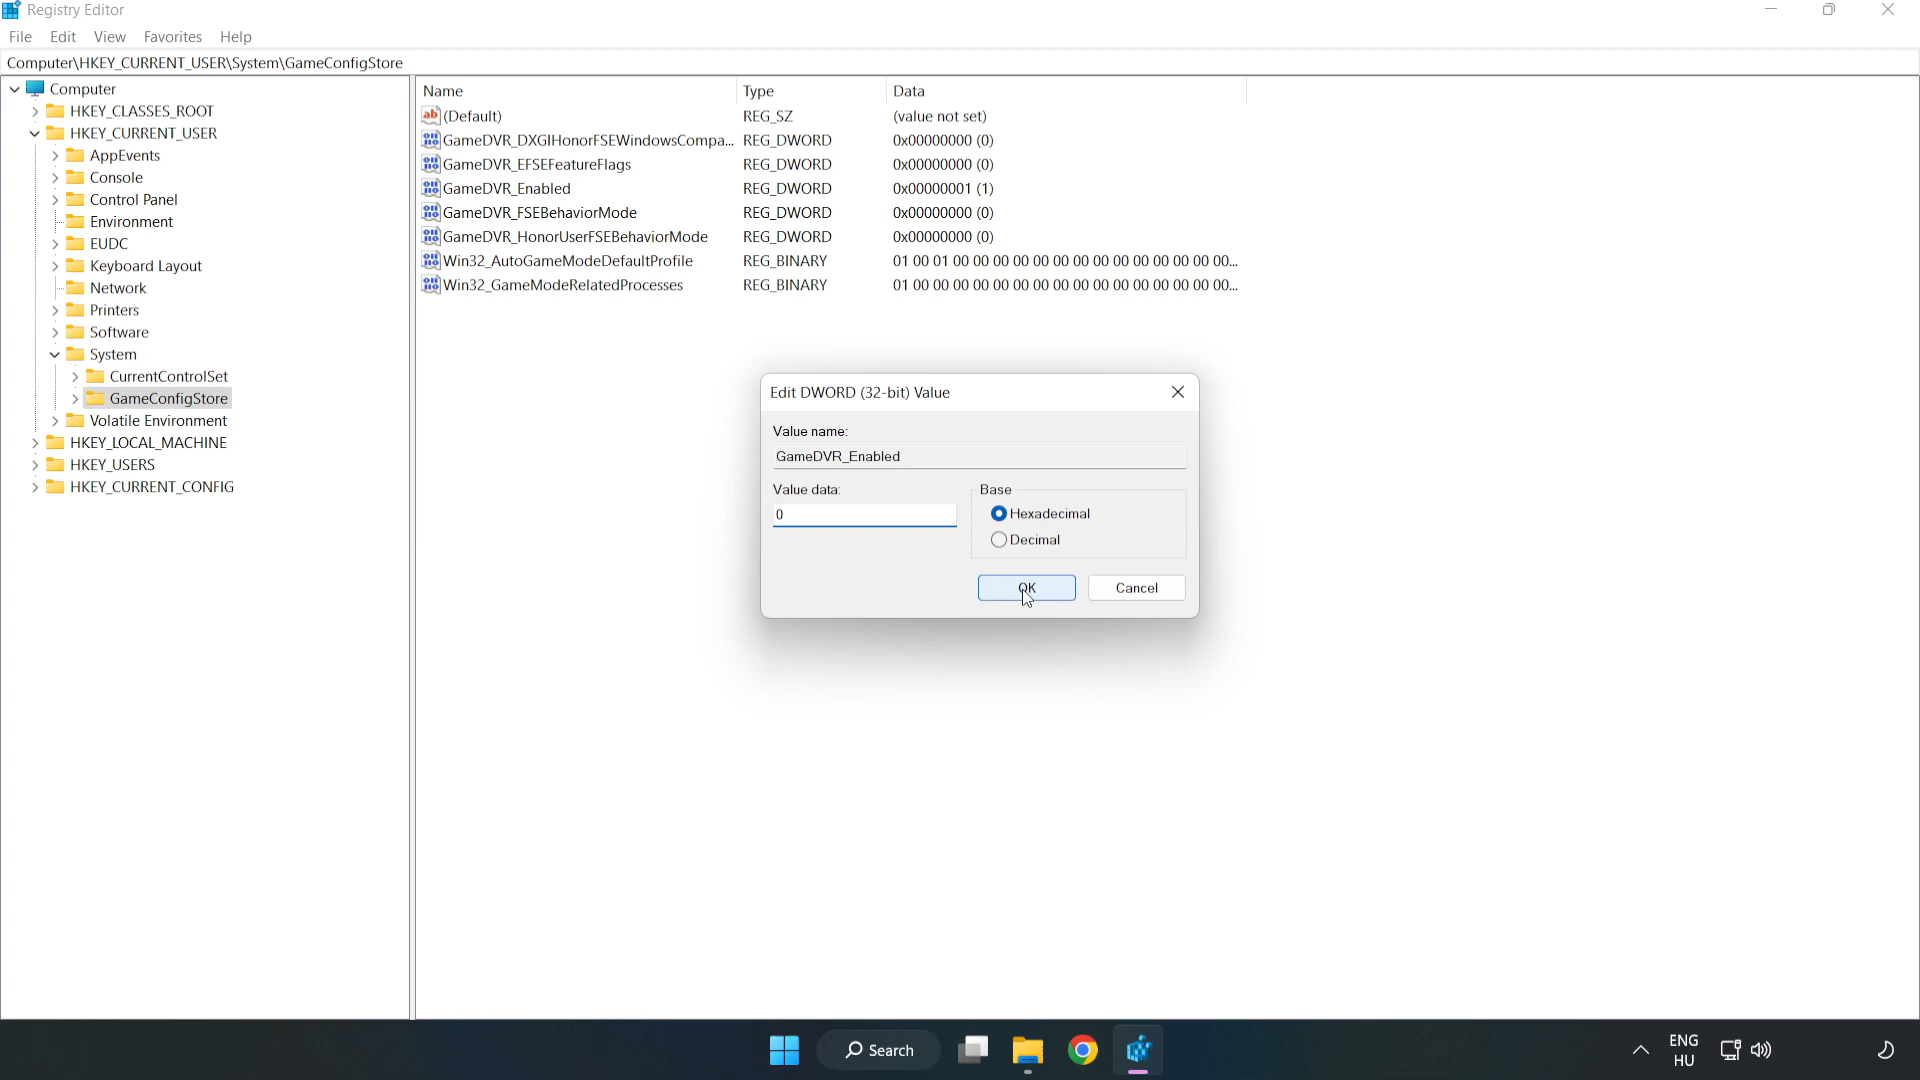 Registry Editor
File Edit View Favorites Help
Computer\HKEY_CURRENT_USER\System\GameConfigStore
Computer
HKEY_CLASSES_ROOT
HKEY_CURRENT_USER
AppEvents
Console
Control Panel
Environment
EUDC
Keyboard Layout
Network
Printers
Software
System
CurrentControlSet
GameConfigStore
Volatile Environment
HKEY_LOCAL_MACHINE
HKEY_USERS
HKEY_CURRENT_CONFIG
Name Type Data
(Default) REG_SZ (value not set)
GameDVR_DXGIHonorFSEWindowsCompa... REG_DWORD 0x00000000 (0)
GameDVR_EFSEFeatureFlags REG_DWORD 0x00000000 (0)
GameDVR_Enabled REG_DWORD 0x00000001 (1)
GameDVR_FSEBehaviorMode REG_DWORD 0x00000000 (0)
GameDVR_HonorUserFSEBehaviorMode REG_DWORD 0x00000000 (0)
Win32_AutoGameModeDefaultProfile REG_BINARY 01 00 01 00 00 00 00 00 00 00 00 00 00 00 00 00 00...
Win32_GameModeRelatedProcesses REG_BINARY 01 00 00 00 00 00 00 00 00 00 00 00 00 00 00 00 00...
Edit DWORD (32-bit) Value
Value name:
GameDVR_Enabled
Value data:
0
Base
Hexadecimal
Decimal
OK Cancel
Search
ENG
HU